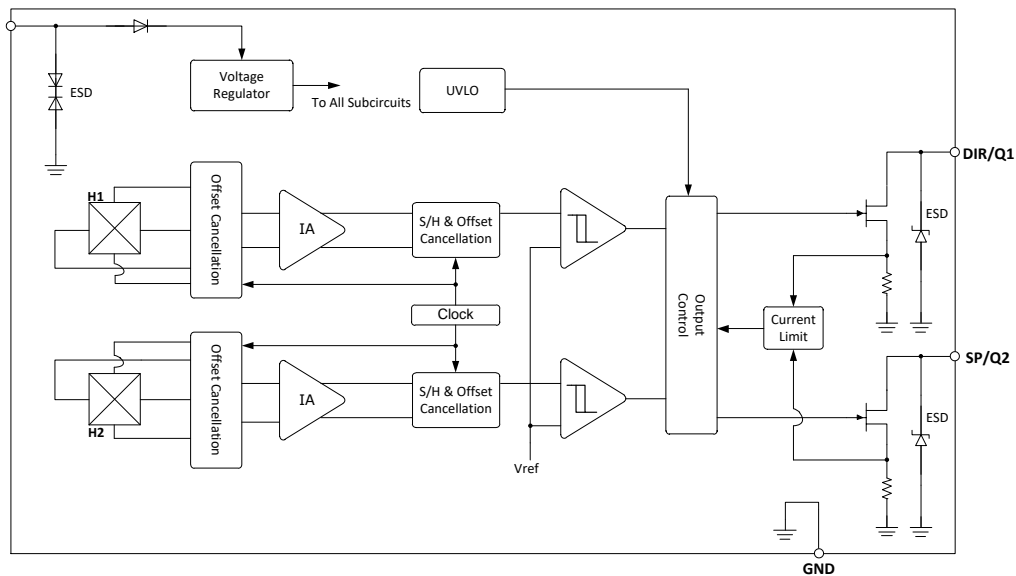 Voltage
Regulator
ESD
To All Subcircuits
UVLO
DIR/Q1
H1
Offset Cancellation
IA
S/H & Offset
Cancellation
ESD
Output
Control
Clock
Current
Limit
SP/Q2
H2
Offset Cancellation
IA
S/H & Offset
Cancellation
ESD
Vref
GND